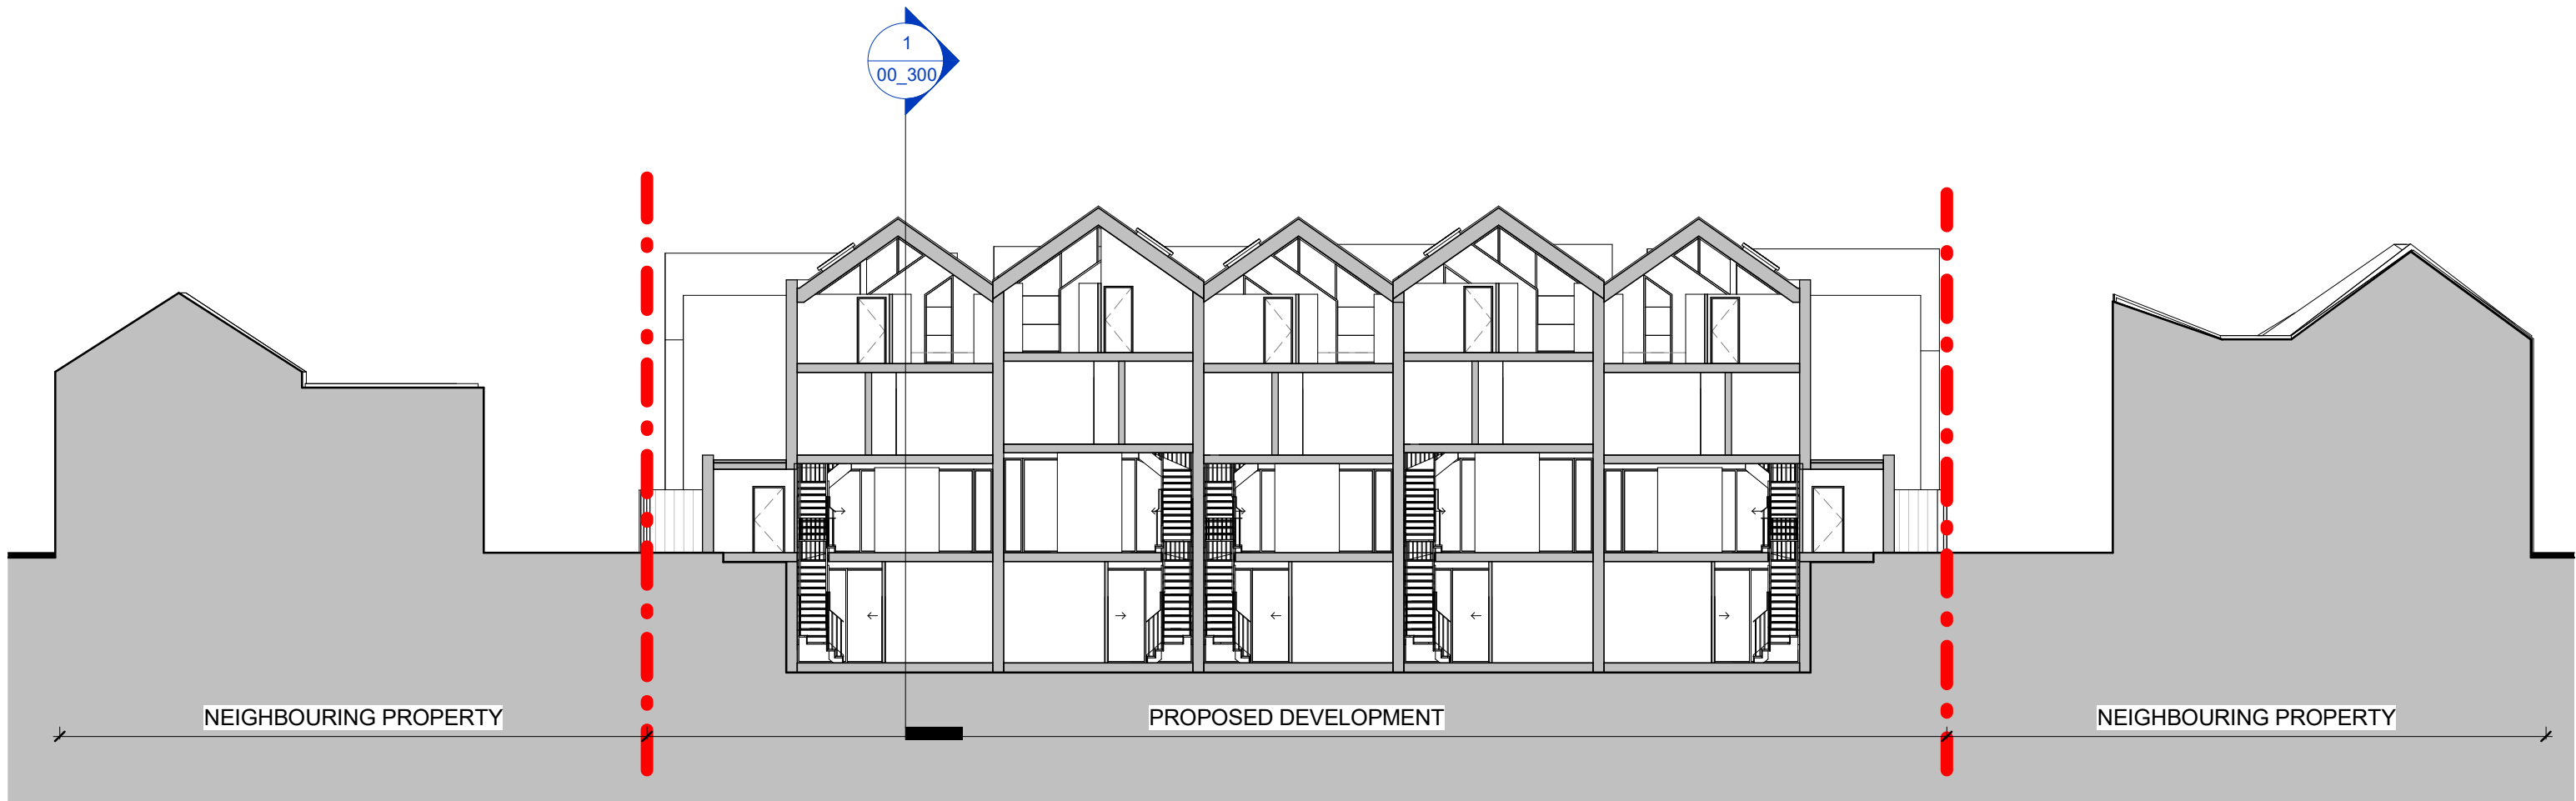 1
00_300
NEIGHBOURING PROPERTY
PROPOSED DEVELOPMENT
NEIGHBOURING PROPERTY